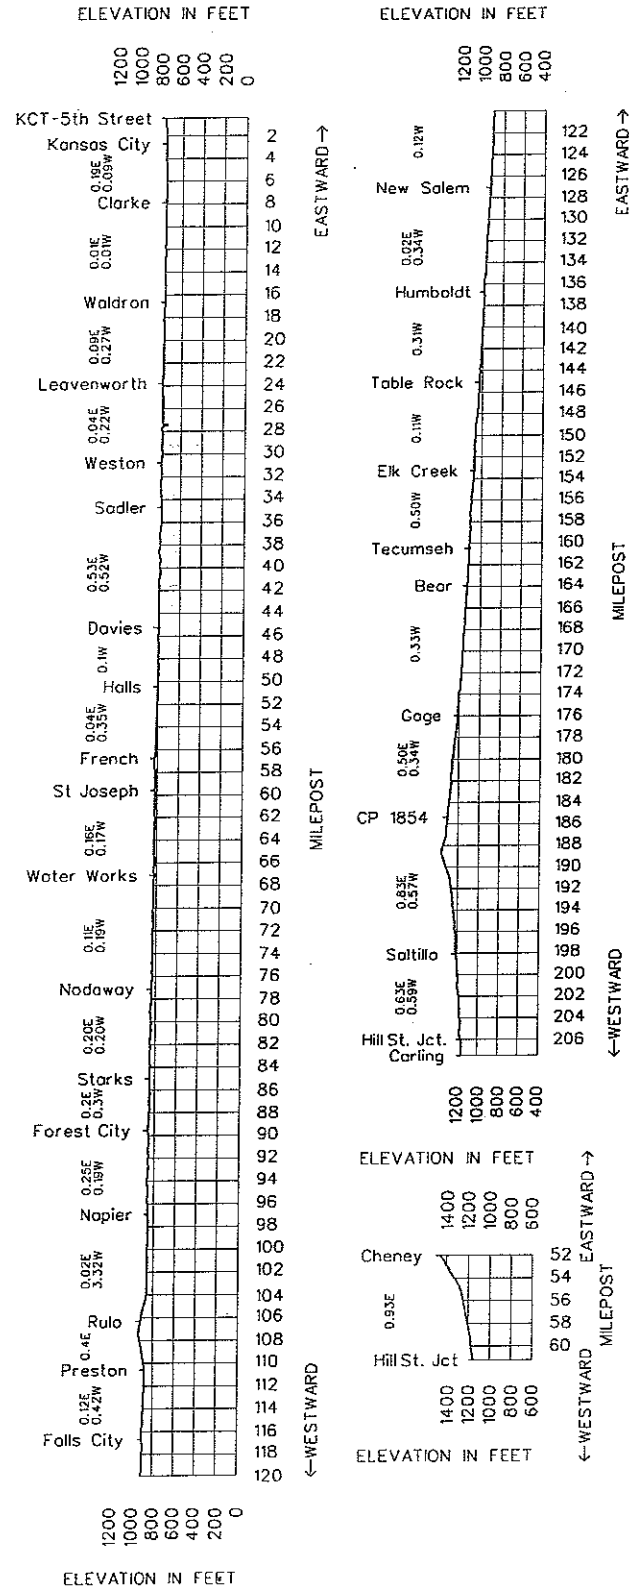 ELEVATION IN FEET
1200
1000
800
600
400
200
0
KCT-5th Street
2
Kansas City
4
0.19E
0.09W
6
Clarke
8
10
0.01E
0.01W
12
14
16
Waldron
18
0.09E
0.27W
20
22
Leavenworth
24
26
0.04E
0.22W
28
30
Weston
32
34
Sadler
36
38
0.53E
0.52W
40
42
44
Davies
46
0.1W
48
Halls
50
52
0.04E
0.35W
54
56
French
58
St Joseph
60
62
0.16E
0.17W
64
66
Water Works
68
70
0.11E
0.19W
72
74
76
Nodaway
78
80
0.20E
0.20W
82
84
Starks
86
0.2E
0.3W
88
Forest City
90
92
0.25E
0.19W
94
96
Napier
98
100
0.02E
3.32W
102
104
Rulo
106
0.4E
108
110
Preston
112
0.12E
0.42W
114
116
Falls City
118
120
EASTWARD →
MILEPOST
←WESTWARD
1200
1000
800
600
400
200
0
ELEVATION IN FEET
ELEVATION IN FEET
1200
1000
800
600
400
0.12W
122
124
126
New Salem
128
130
0.02E
0.34W
132
134
136
Humboldt
138
0.31W
140
142
144
Table Rock
146
0.11W
148
150
152
Elk Creek
154
0.50W
156
158
160
Tecumseh
162
Bear
164
166
168
0.33W
170
172
174
Gage
176
178
0.50E
0.34W
180
182
184
CP 1854
186
188
190
0.83E
0.57W
192
194
196
Saltillo
198
200
0.63E
0.59W
202
204
Hill St. Jct.
206
Carling
EASTWARD →
MILEPOST
←WESTWARD
1200
1000
800
600
400
ELEVATION IN FEET
1400
1200
1000
800
600
Cheney
52
54
0.93E
56
58
60
Hill St. Jct
EASTWARD →
MILEPOST
←WESTWARD
1400
1200
1000
800
600
ELEVATION IN FEET